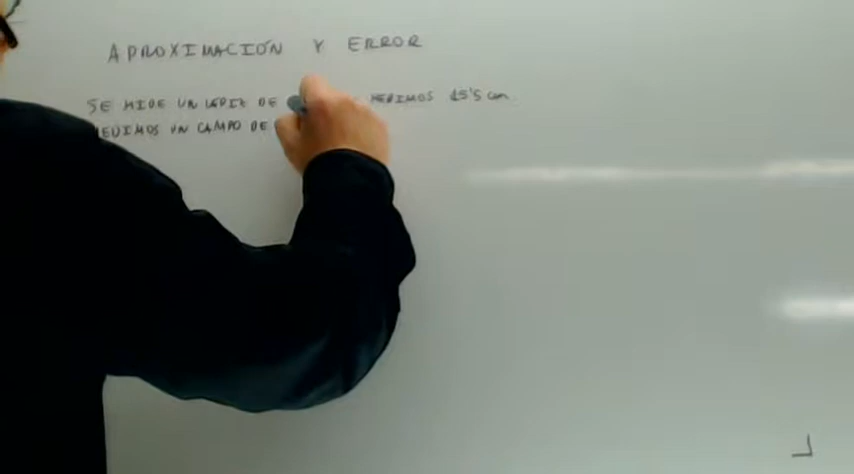 APROXIMACIÓN Y ERROR
SE MIDE UN LÁPIZ DE MEDIMOS 15'5 cm
MEDIMOS UN CAMPO DE